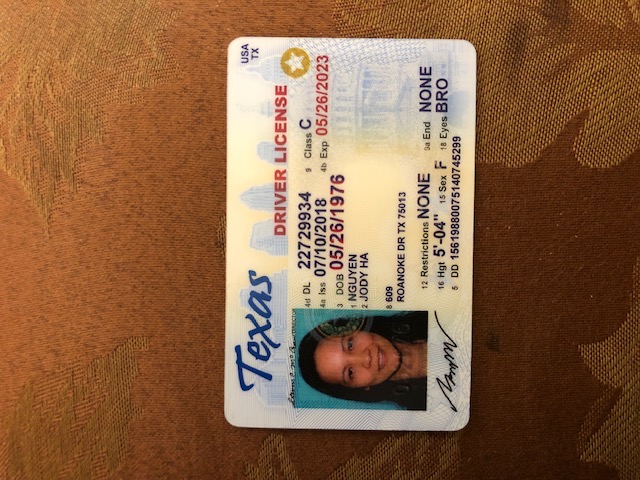 Texas
USA
TX
DRIVER LICENSE
DIRECTOR
4d DL 22729934 9 Class C
4a Iss 07/10/2018 4b Exp 05/26/2023
3 DOB 05/26/1976
1 NGUYEN
2 JODY HA
8 609
ROANOKE DR TX 75013
12 Restrictions NONE 9a End NONE
16 Hgt 5'-04" 15 Sex F 18 Eyes BRO
5 DD 15619880075140745299